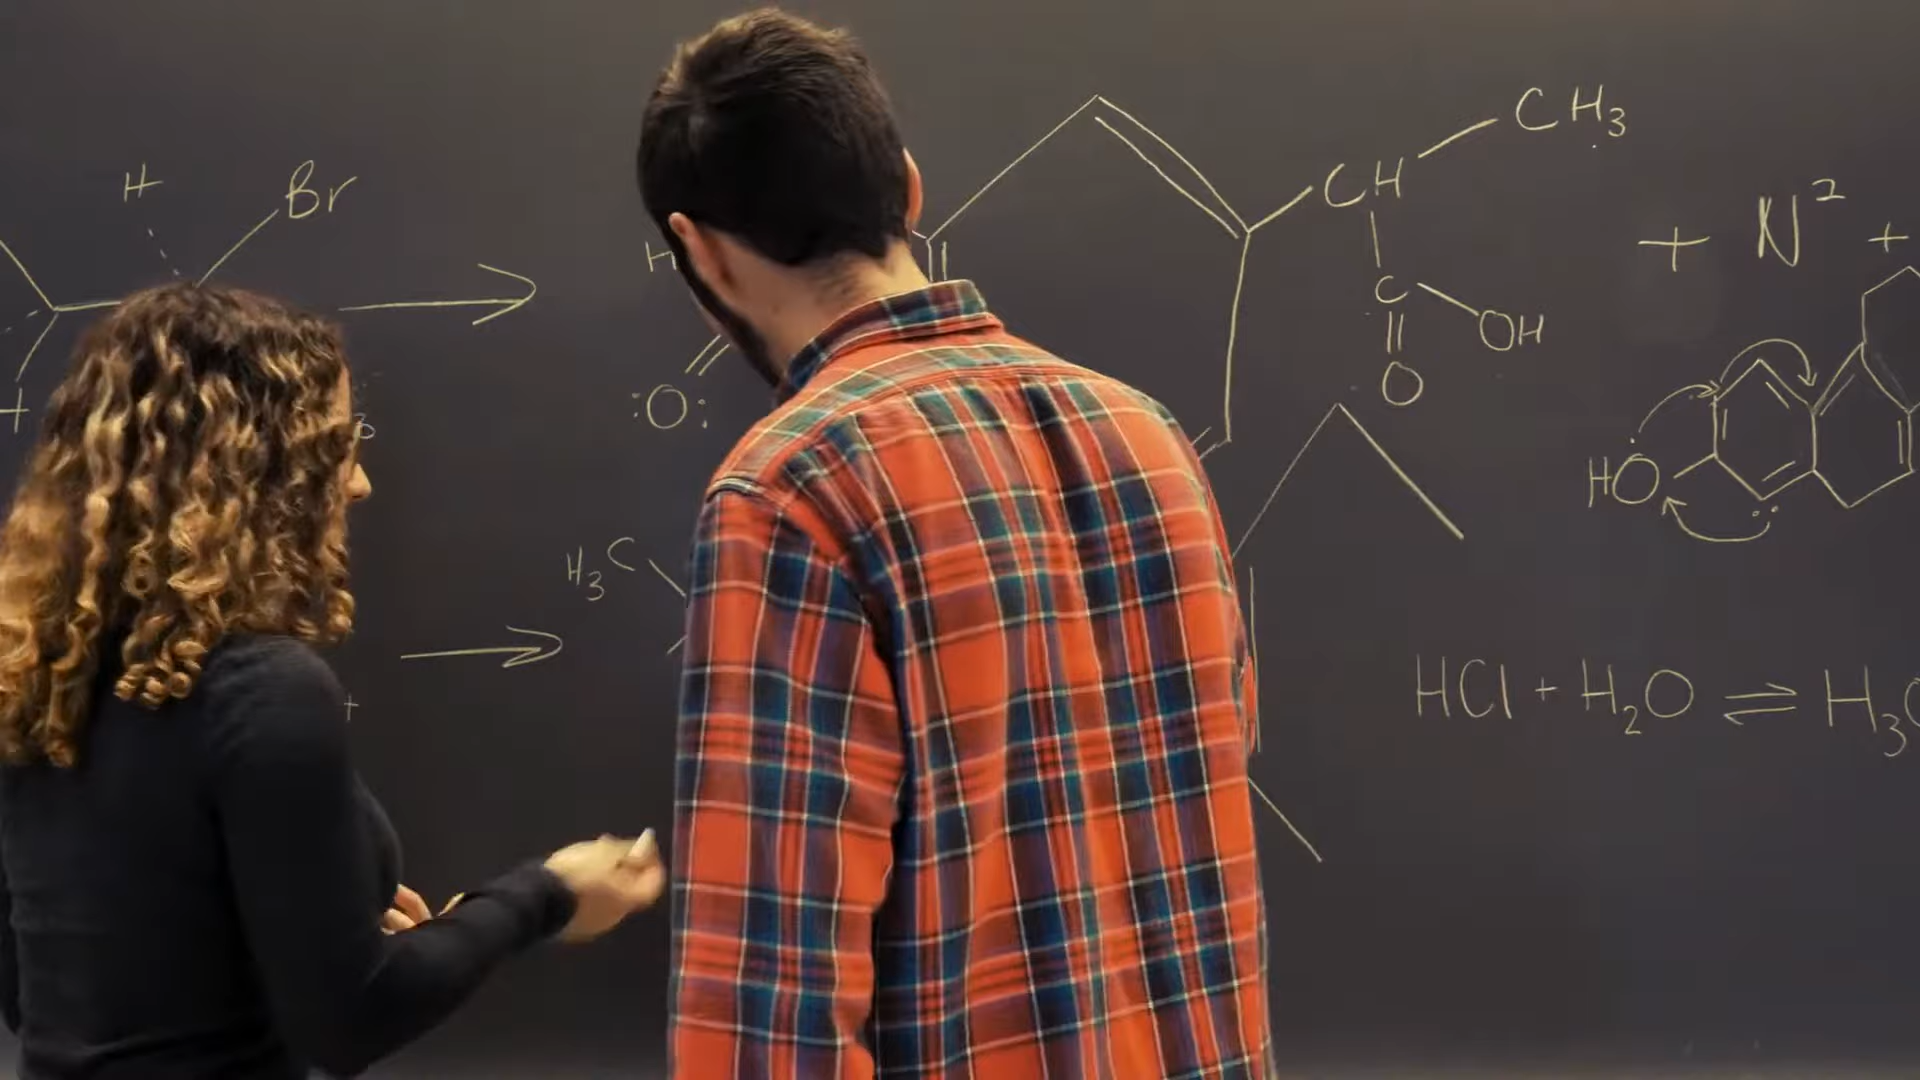 H
Br
H
:O:
CH3
CH
C
OH
O
+ N² +
HO
H3C
+
HCl + H₂O ⇌ H₃